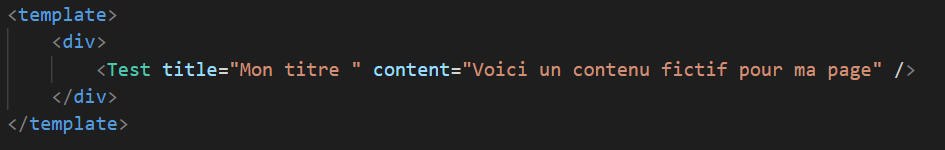 <template>
<div>
<Test title="Mon titre " content="Voici un contenu fictif pour ma page" />
</div>
</template>